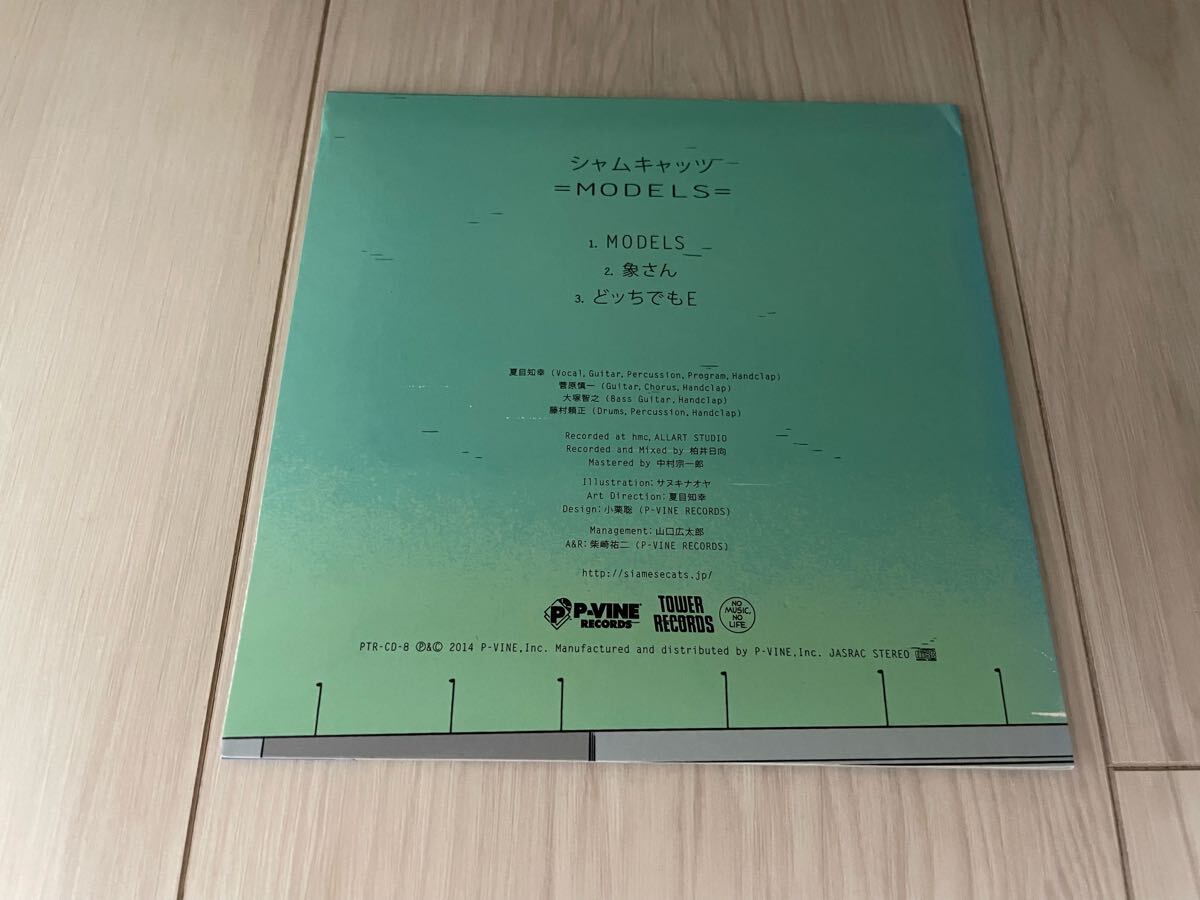 シャムキャッツ
=MODELS=
1. MODELS
2. 象さん
3. どッちでもE
夏目知幸 (Vocal, Guitar, Percussion, Program, Handclap)
菅原慎一 (Guitar, Chorus, Handclap)
大塚智之 (Bass Guitar, Handclap)
藤村頼正 (Drums, Percussion, Handclap)
Recorded at hmc, ALLART STUDIO
Recorded and Mixed by 柏井日向
Mastered by 中村宗一郎
Illustration: サヌキナオヤ
Art Direction: 夏目知幸
Design: 小栗聡 (P-VINE RECORDS)
Management: 山口広太郎
A&R: 柴崎祐二 (P-VINE RECORDS)
http://siamesecats.jp/
P P-VINE RECORDS TOWER RECORDS NO MUSIC, NO LIFE.
PTR-CD-8 Ⓟ&© 2014 P-VINE, Inc. Manufactured and distributed by P-VINE, Inc. JASRAC STEREO